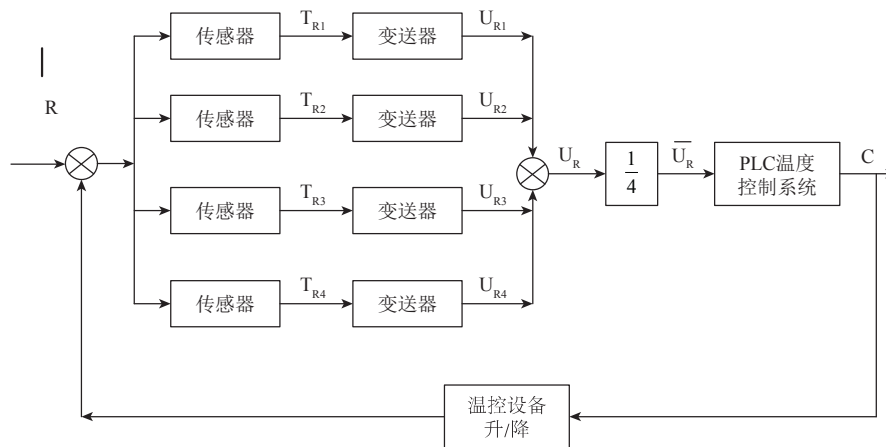 R
传感器
T_R1
变送器
U_R1
传感器
T_R2
变送器
U_R2
传感器
T_R3
变送器
U_R3
传感器
T_R4
变送器
U_R4
U_R
1/4
U̅_R
PLC温度
控制系统
C
温控设备
升/降